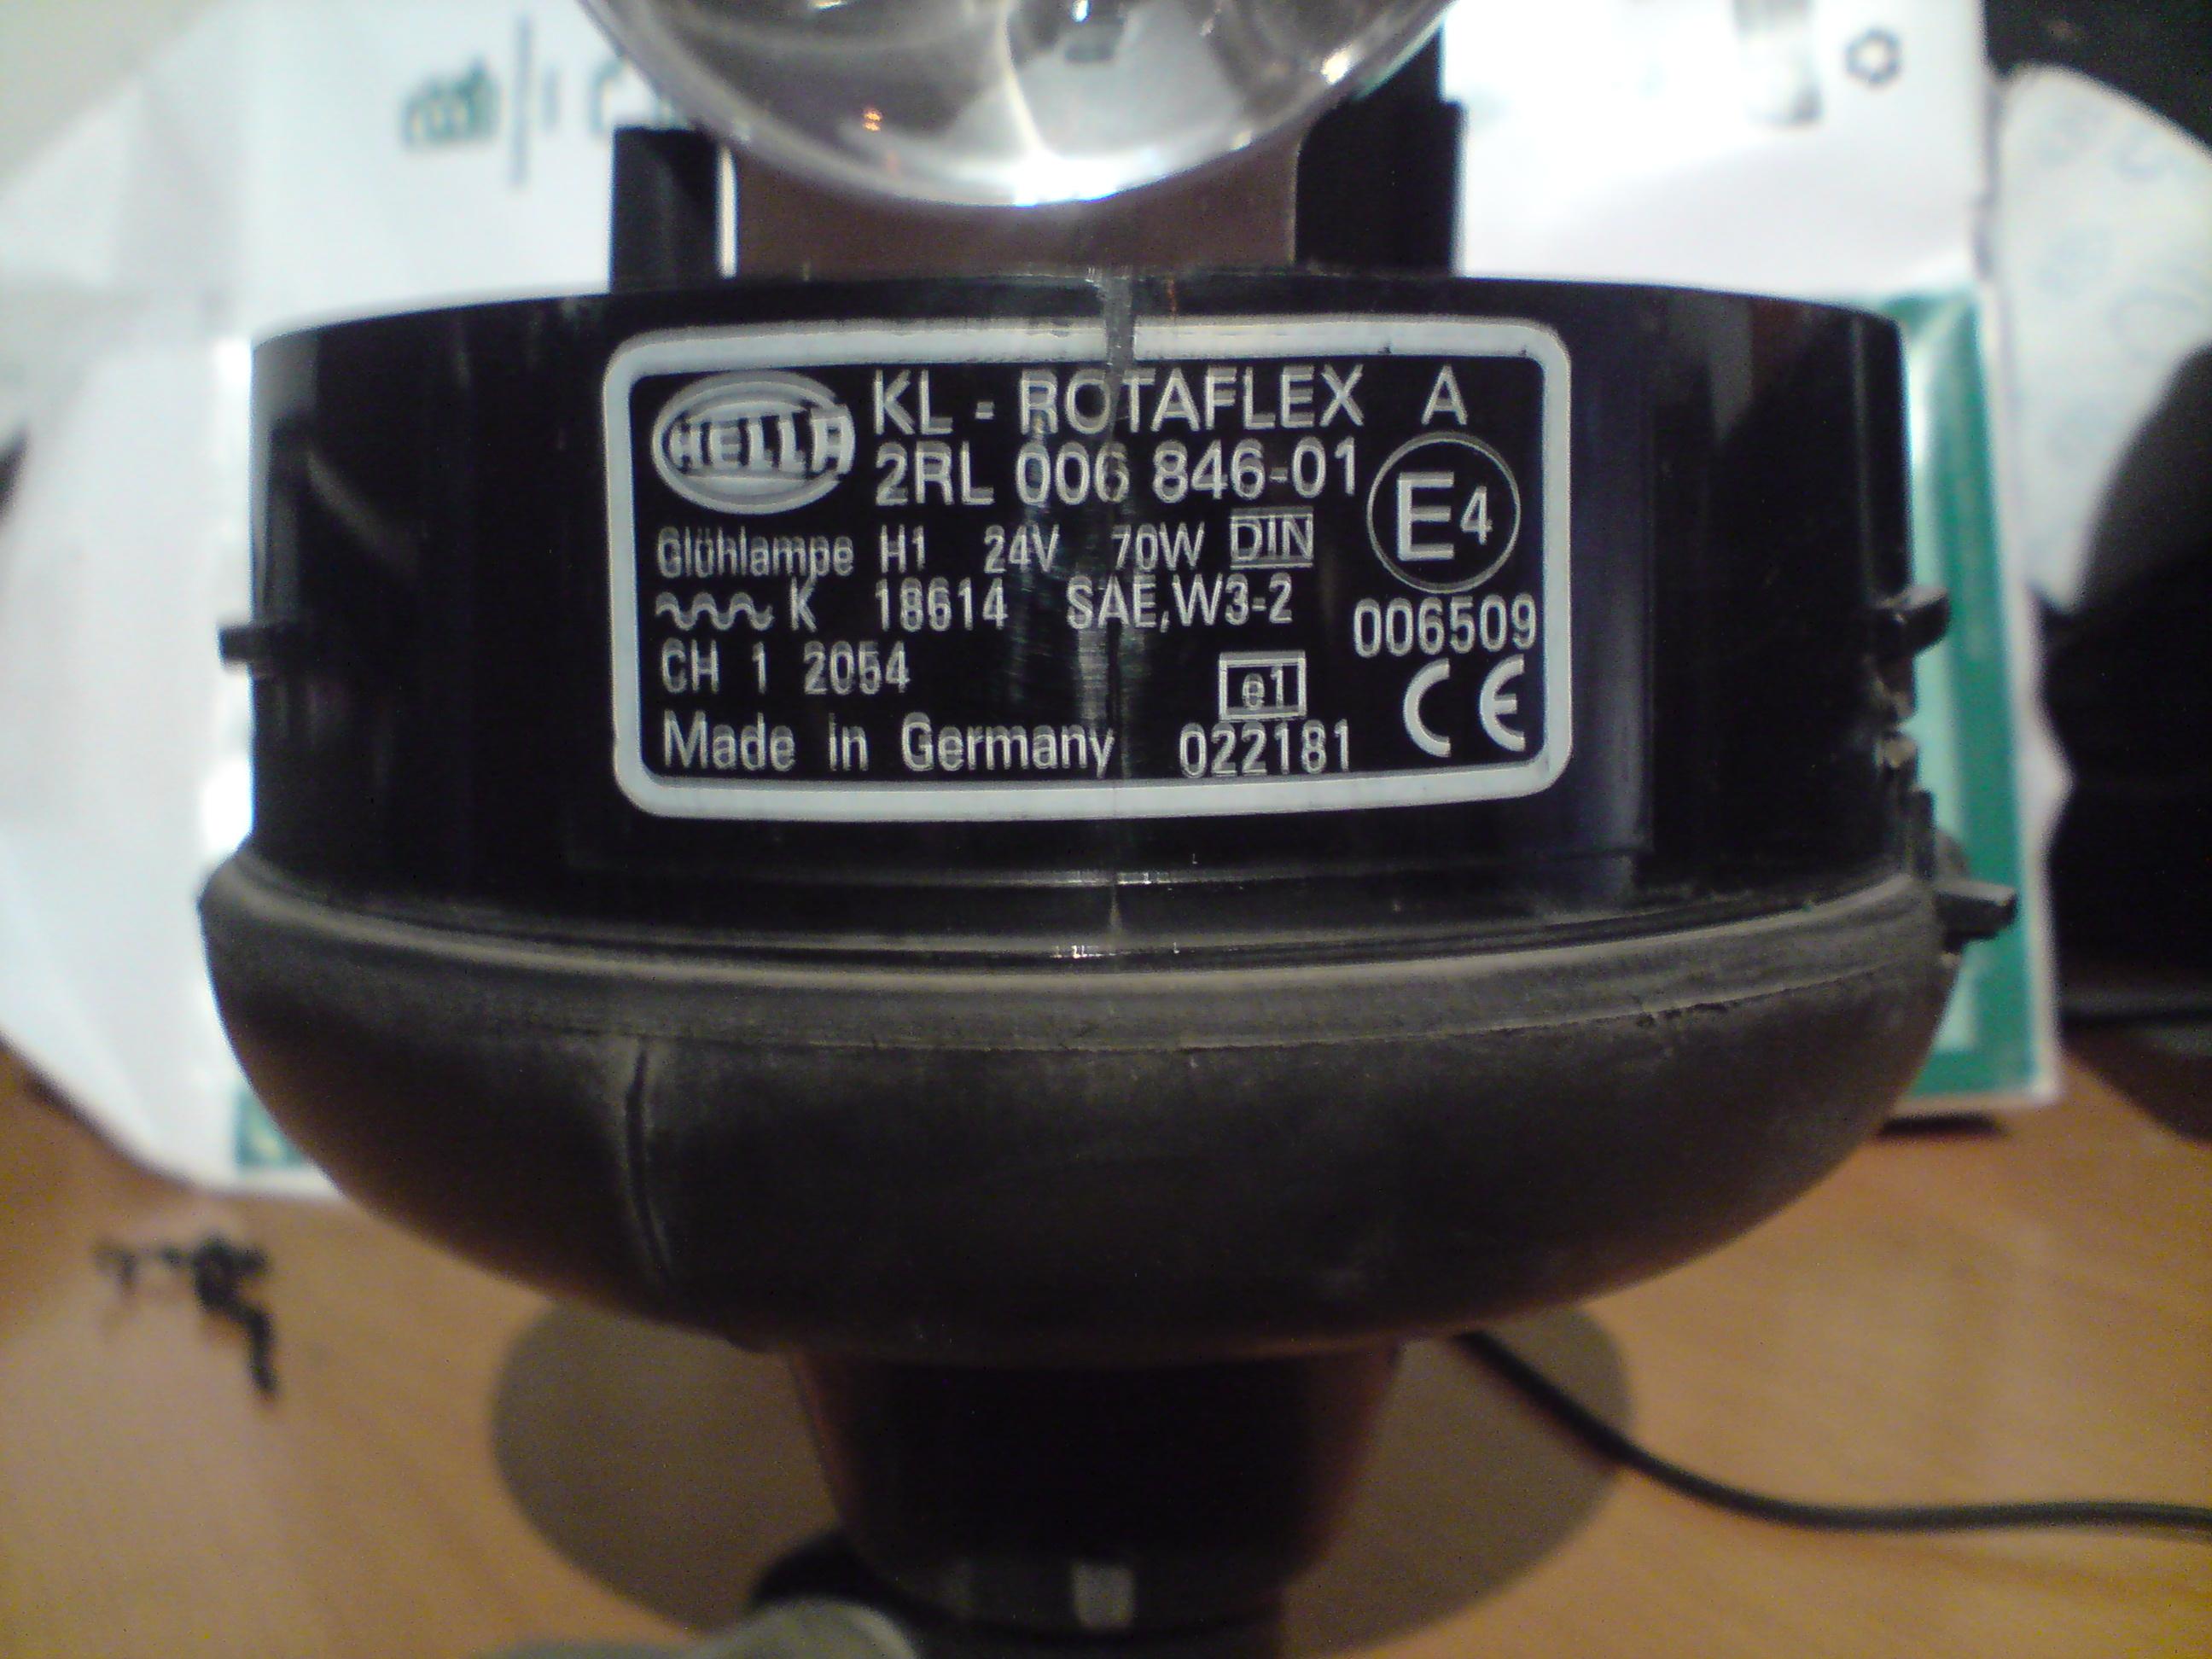 HELLA KL - ROTAFLEX A
2RL 006 846-01
E4
Glühlampe H1 24V 70W DIN
K 18614 SAE,W3-2
006509
CH 1 2054
e1
CE
Made in Germany 022181